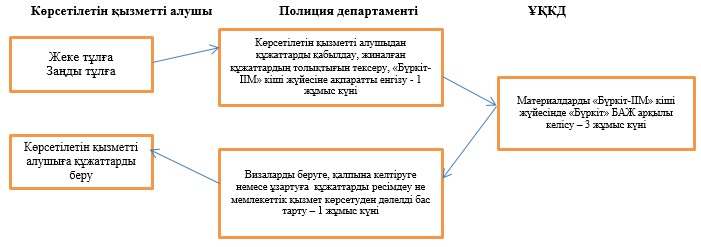 Көрсетілетін қызметті алушы
Полиция департаменті
ҰҚКД
Жеке тұлға
Заңды тұлға
Көрсетілетін қызметті алушыдан
құжаттарды қабылдау, жиналған
құжаттардың толықтығын тексеру, «Бүркіт-
ІІМ» кіші жүйесіне ақпаратты енгізу - 1
жұмыс күні
Материалдарды «Бүркіт-ІІМ» кіші
жүйесінде «Бүркіт» БАЖ арқылы
келісу – 3 жұмыс күні
Визаларды беруге, қалпына келтіруге
немесе ұзартуға құжаттарды ресімдеу не
мемлекеттік қызмет көрсетуден дәлелді бас
тарту – 1 жұмыс күні
Көрсетілетін қызметті
алушыға құжаттарды
беру